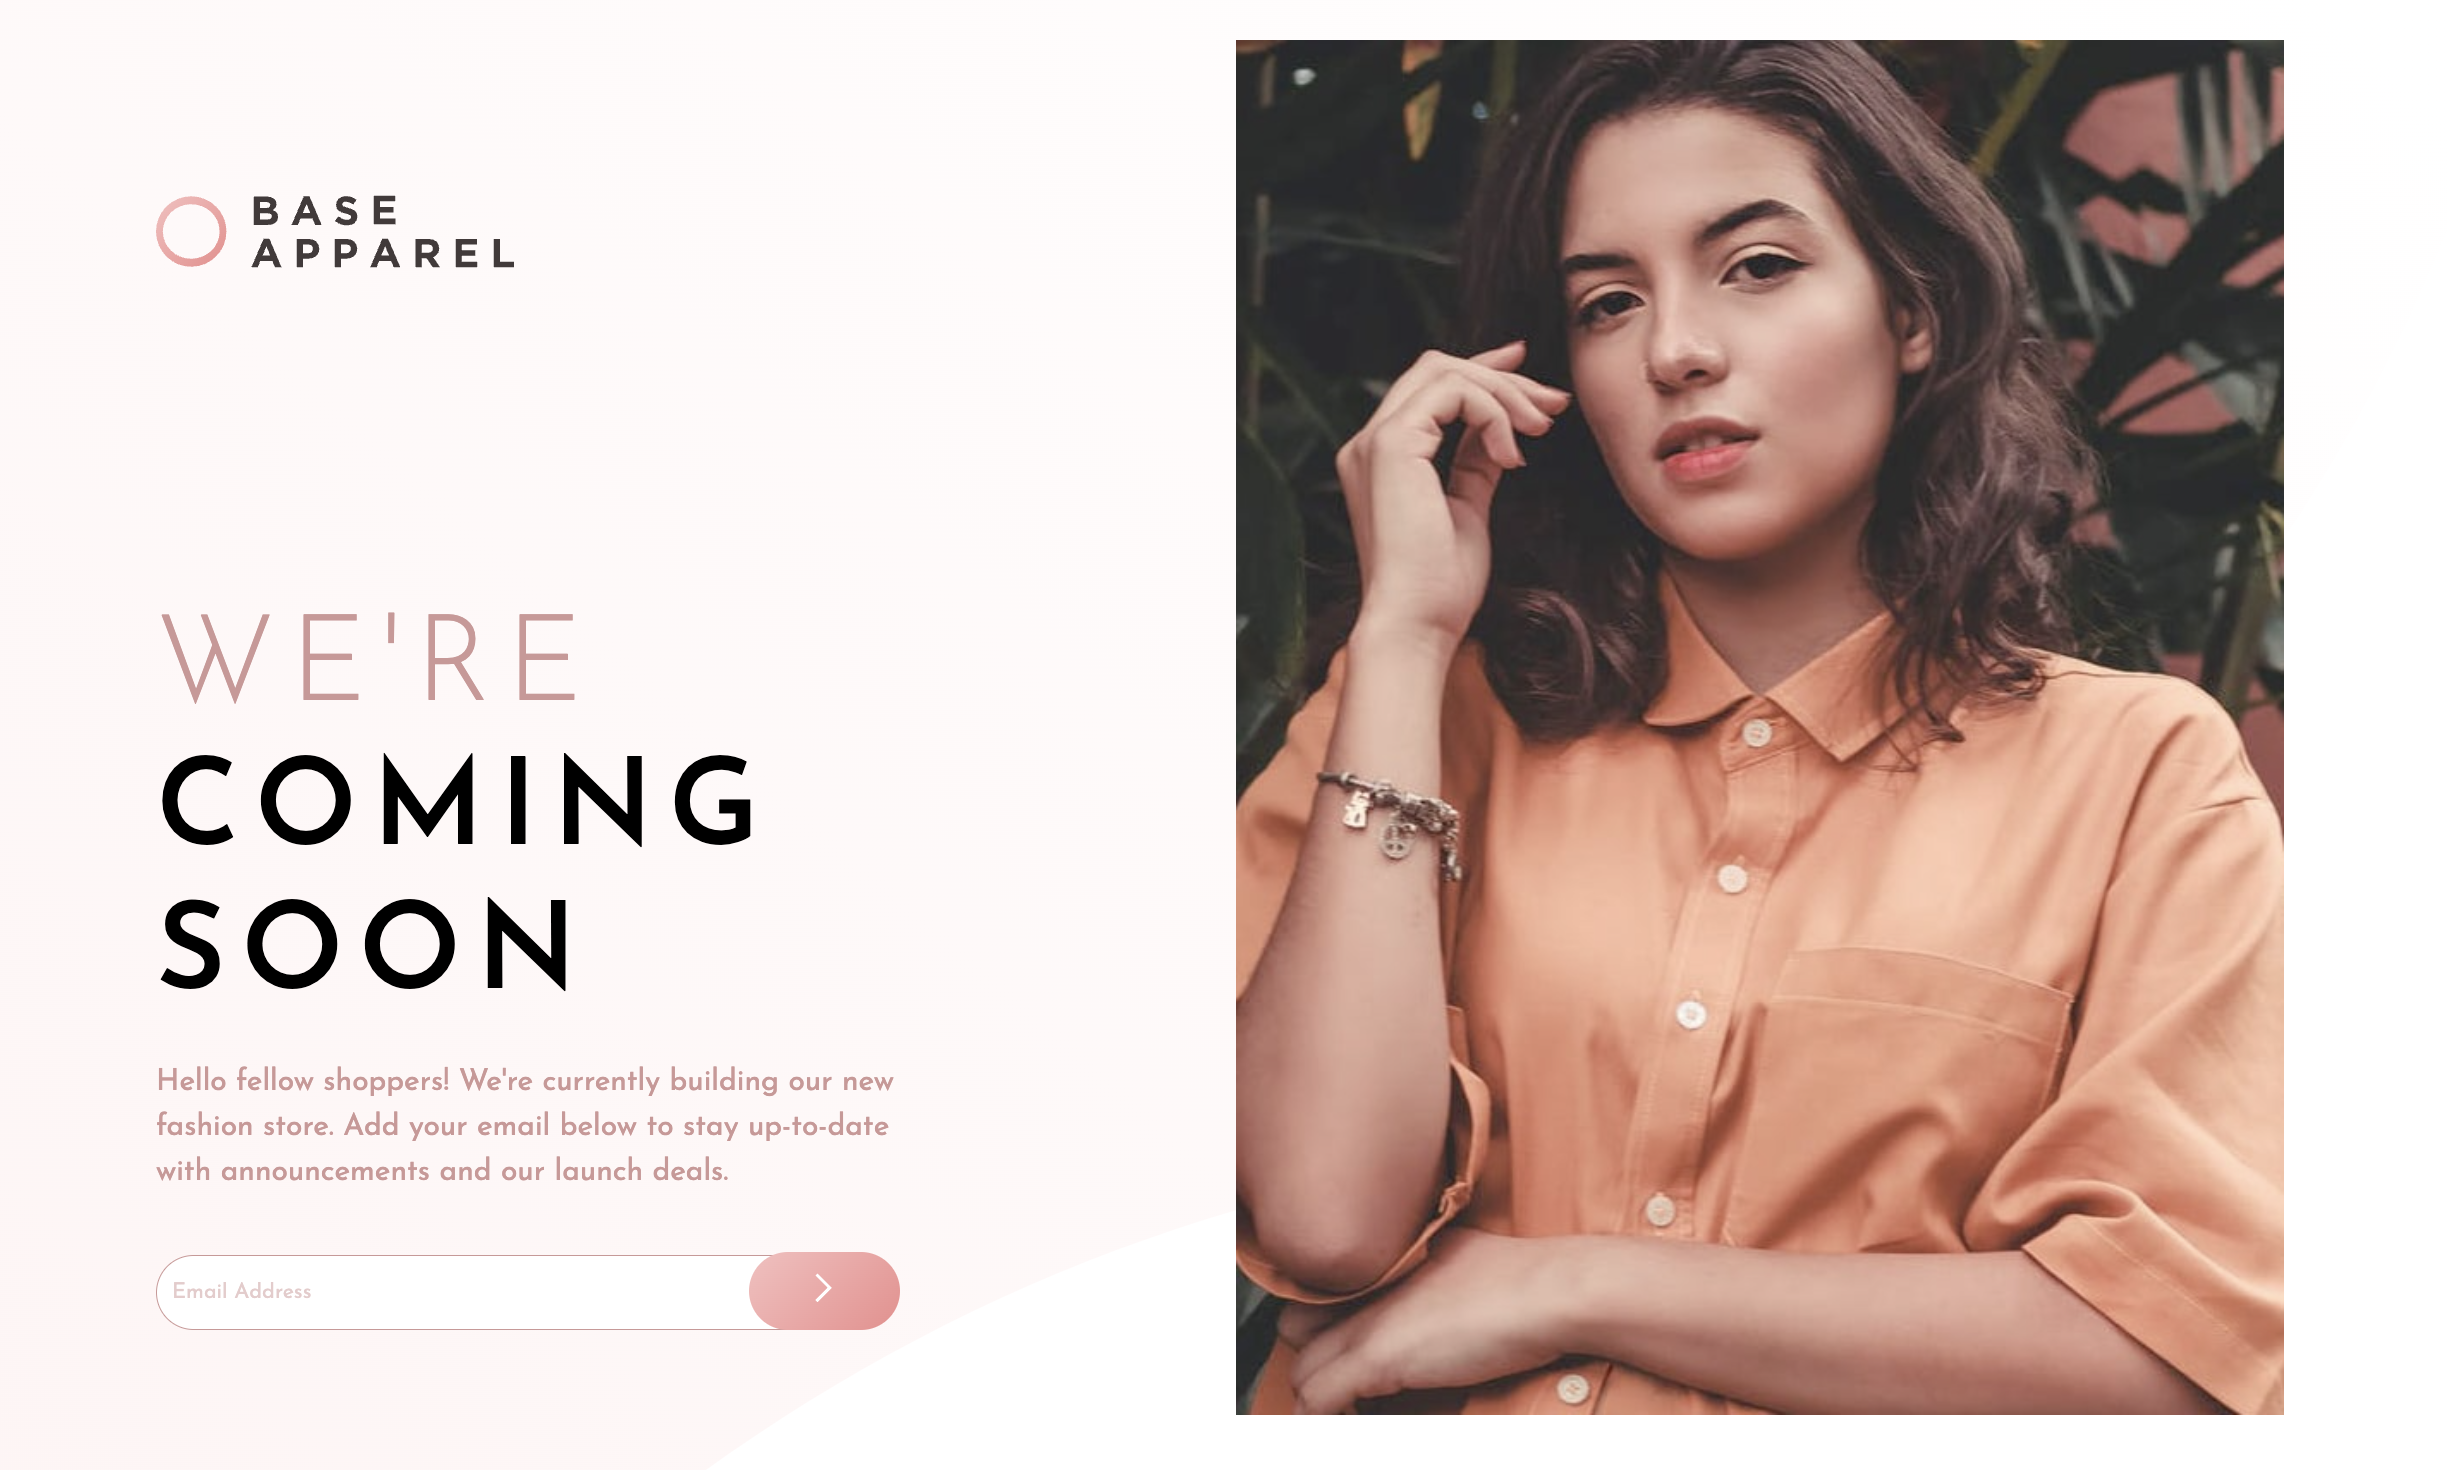 BASE
APPAREL
WE'RE
COMING
SOON
Hello fellow shoppers! We're currently building our new
fashion store. Add your email below to stay up-to-date
with announcements and our launch deals.
Email Address